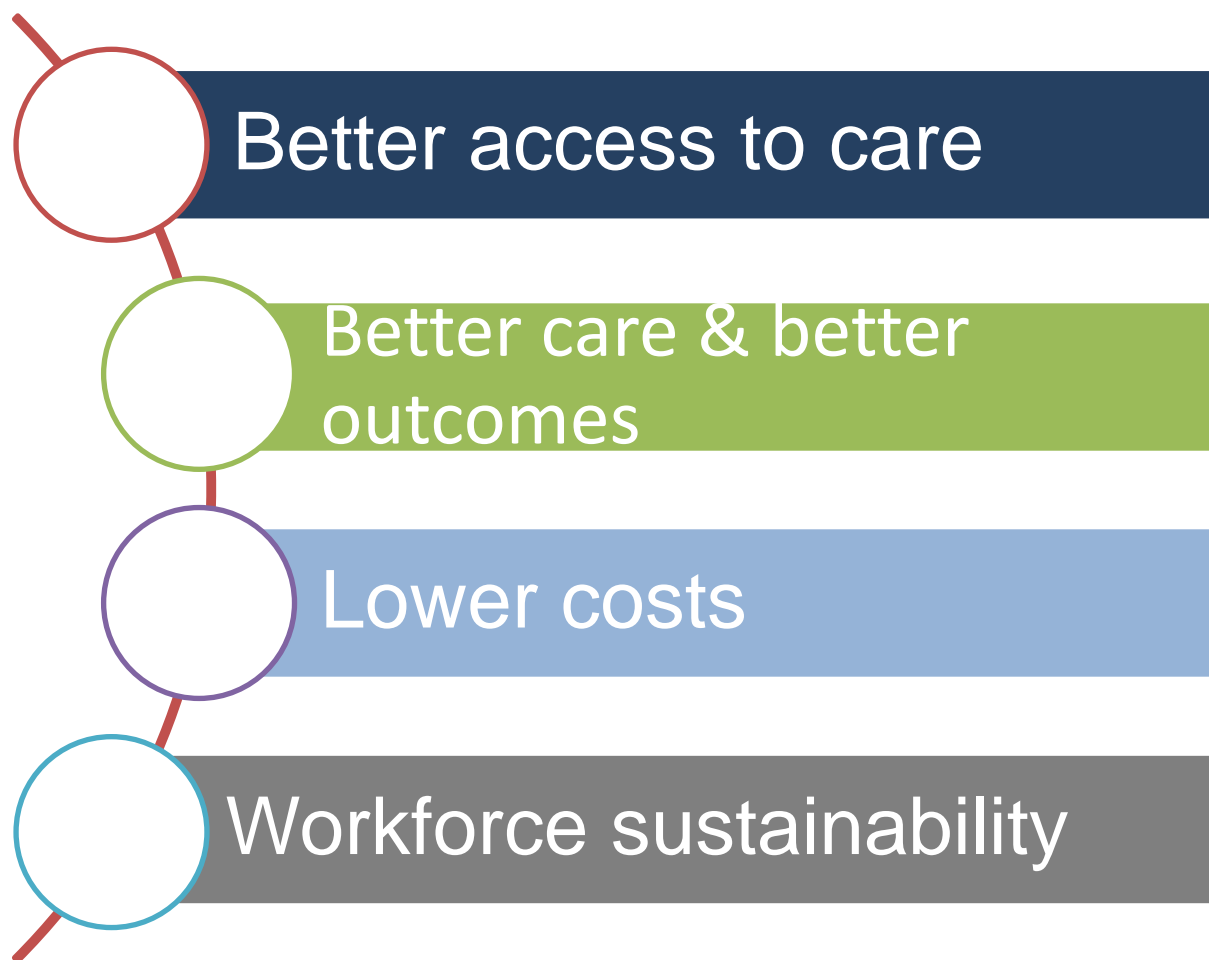 Better access to care
Better care & better
outcomes
Lower costs
Workforce sustainability